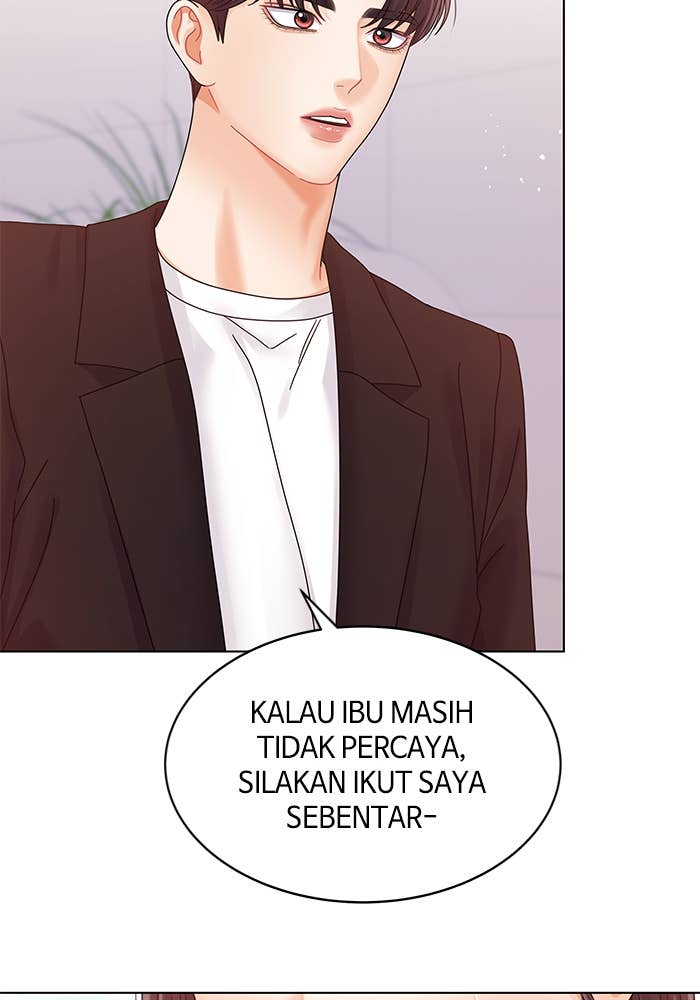 KALAU IBU MASIH
TIDAK PERCAYA,
SILAKAN IKUT SAYA
SEBENTAR-